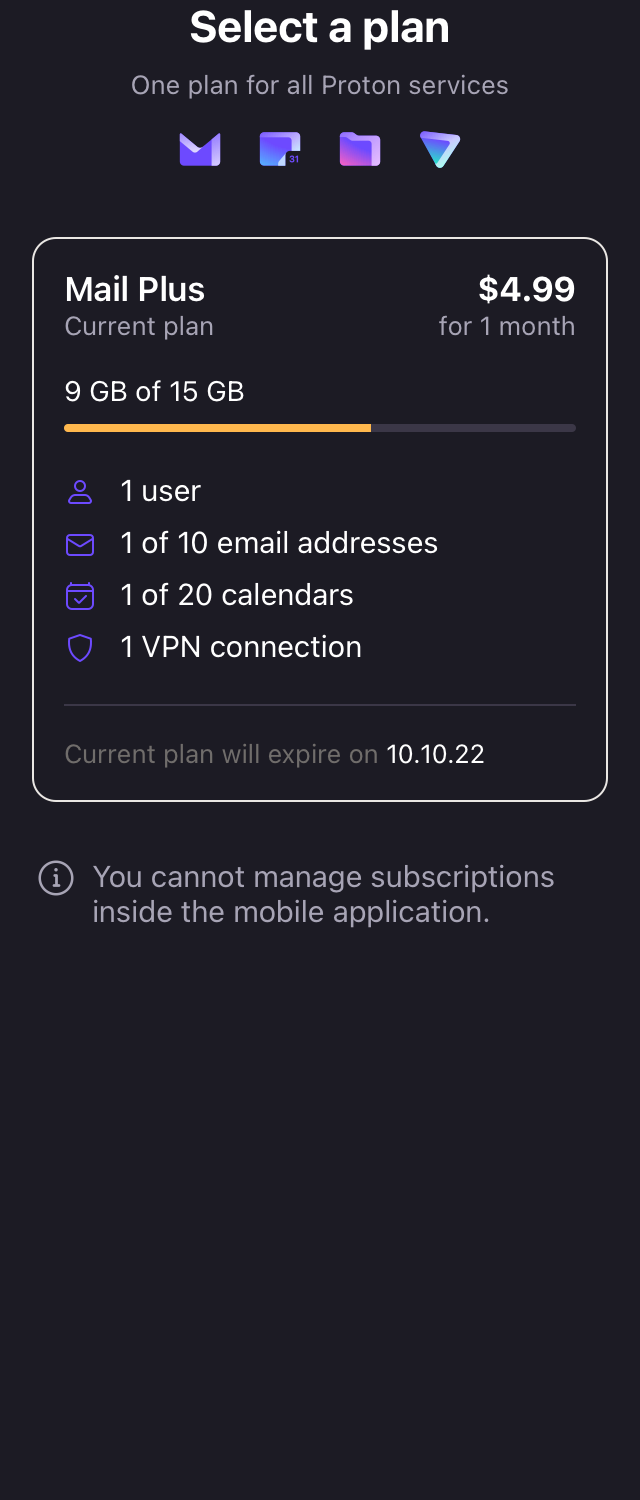 Select a plan
One plan for all Proton services
31
Mail Plus
$4.99
Current plan
for 1 month
9 GB of 15 GB
1 user
1 of 10 email addresses
1 of 20 calendars
1 VPN connection
Current plan will expire on 10.10.22
You cannot manage subscriptions
inside the mobile application.